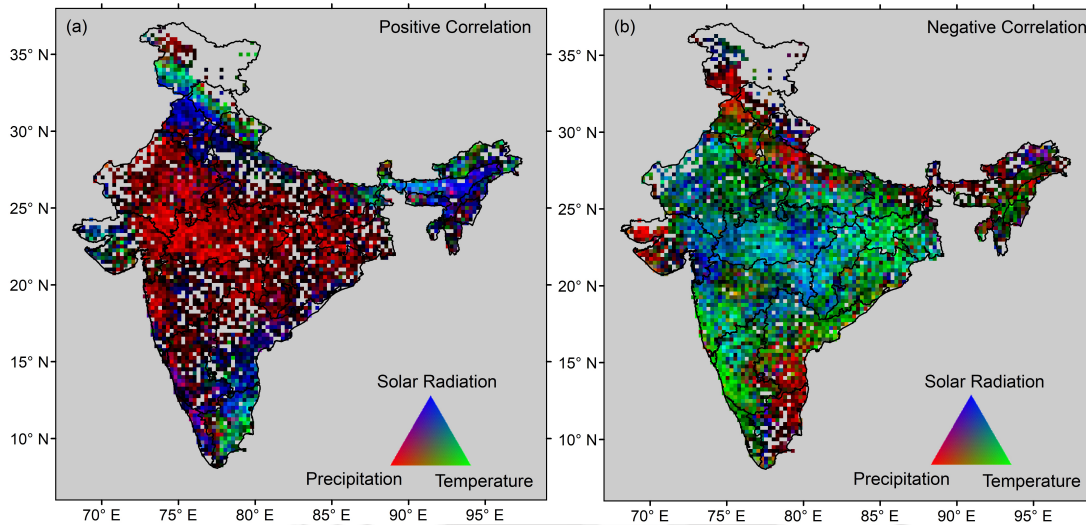 (a) Positive Correlation
35° N
30° N
25° N
20° N
15° N
10° N
Solar Radiation
Precipitation Temperature
70° E 75° E 80° E 85° E 90° E 95° E
(b) Negative Correlation
35° N
30° N
25° N
20° N
15° N
10° N
Solar Radiation
Precipitation Temperature
70° E 75° E 80° E 85° E 90° E 95° E